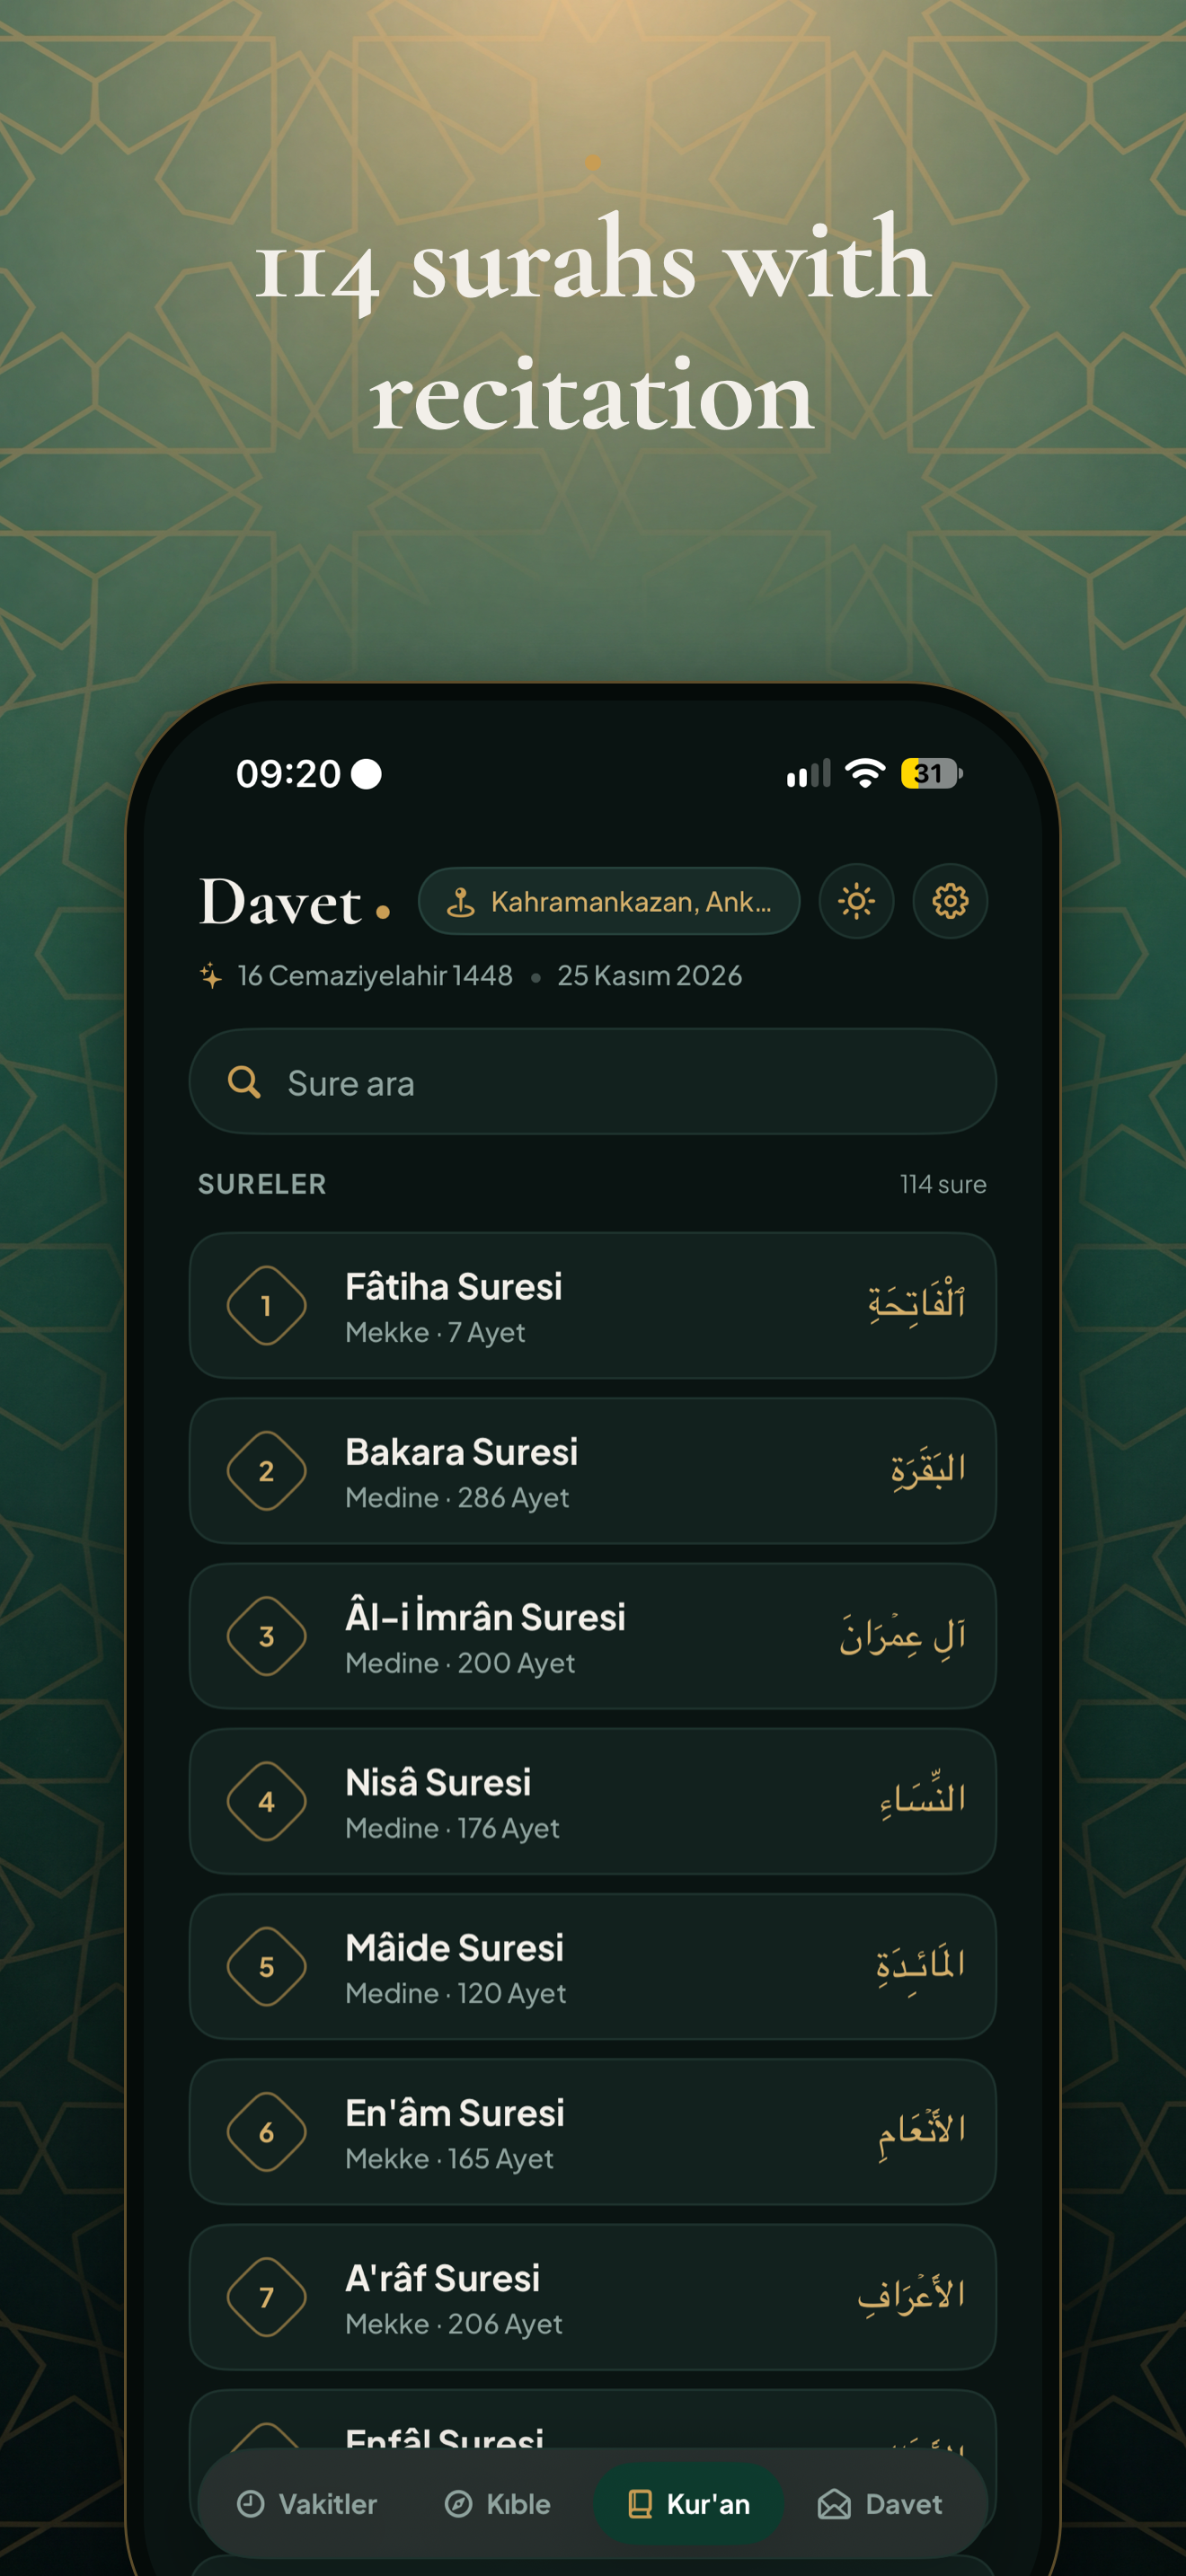 114 surahs with
recitation
09:20
31
Davet
Kahramankazan, Ank...
16 Cemaziyelahir 1448 • 25 Kasım 2026
Sure ara
SURELER
114 sure
1
Fâtiha Suresi
Mekke · 7 Ayet
ٱلْفَاتِحَةِ
2
Bakara Suresi
Medine · 286 Ayet
البَقَرَةِ
3
Âl-i İmrân Suresi
Medine · 200 Ayet
آلِ عِمۡرَانَ
4
Nisâ Suresi
Medine · 176 Ayet
النِّسَاءِ
5
Mâide Suresi
Medine · 120 Ayet
المَائـِدَةِ
6
En'âm Suresi
Mekke · 165 Ayet
الأَنۡعَامِ
7
A'râf Suresi
Mekke · 206 Ayet
الأَعۡرَافِ
Enfâl Suresi
Vakitler
Kıble
Kur'an
Davet